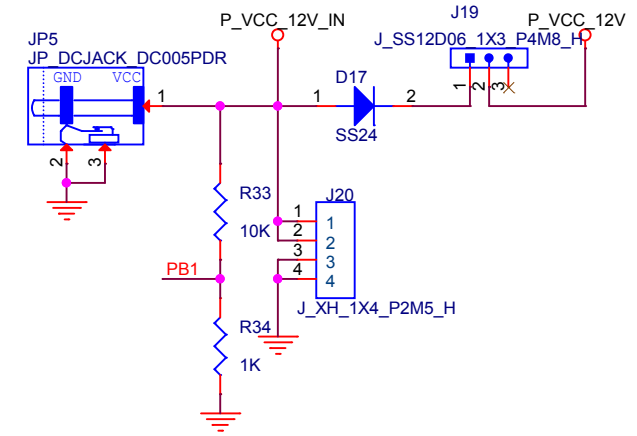 J19
P_VCC_12V_IN
P_VCC_12V
JP5
J_SS12D06_1X3_P4M8_H
JP_DCJACK_DC005PDR
GND
VCC
D17
1
2
3
1
1
2
SS24
2
3
R33
J20
10K
1
1
2
2
3
3
4
4
PB1
J_XH_1X4_P2M5_H
R34
1K